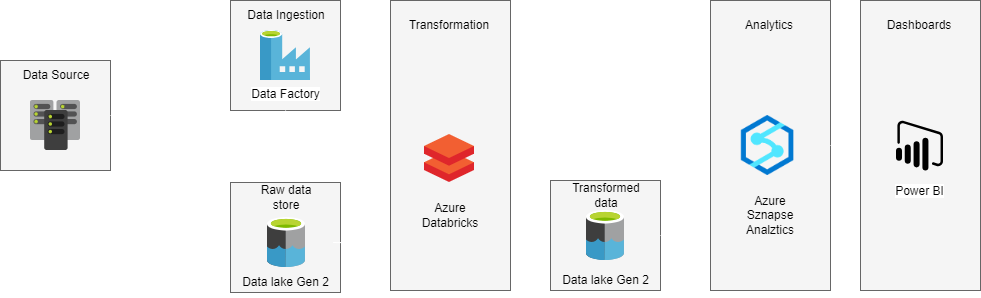 Data Source
Data Ingestion
Data Factory
Raw data
store
Data lake Gen 2
Transformation
Azure
Databricks
Transformed
data
Data lake Gen 2
Analytics
Azure
Sznapse
Analztics
Dashboards
Power BI